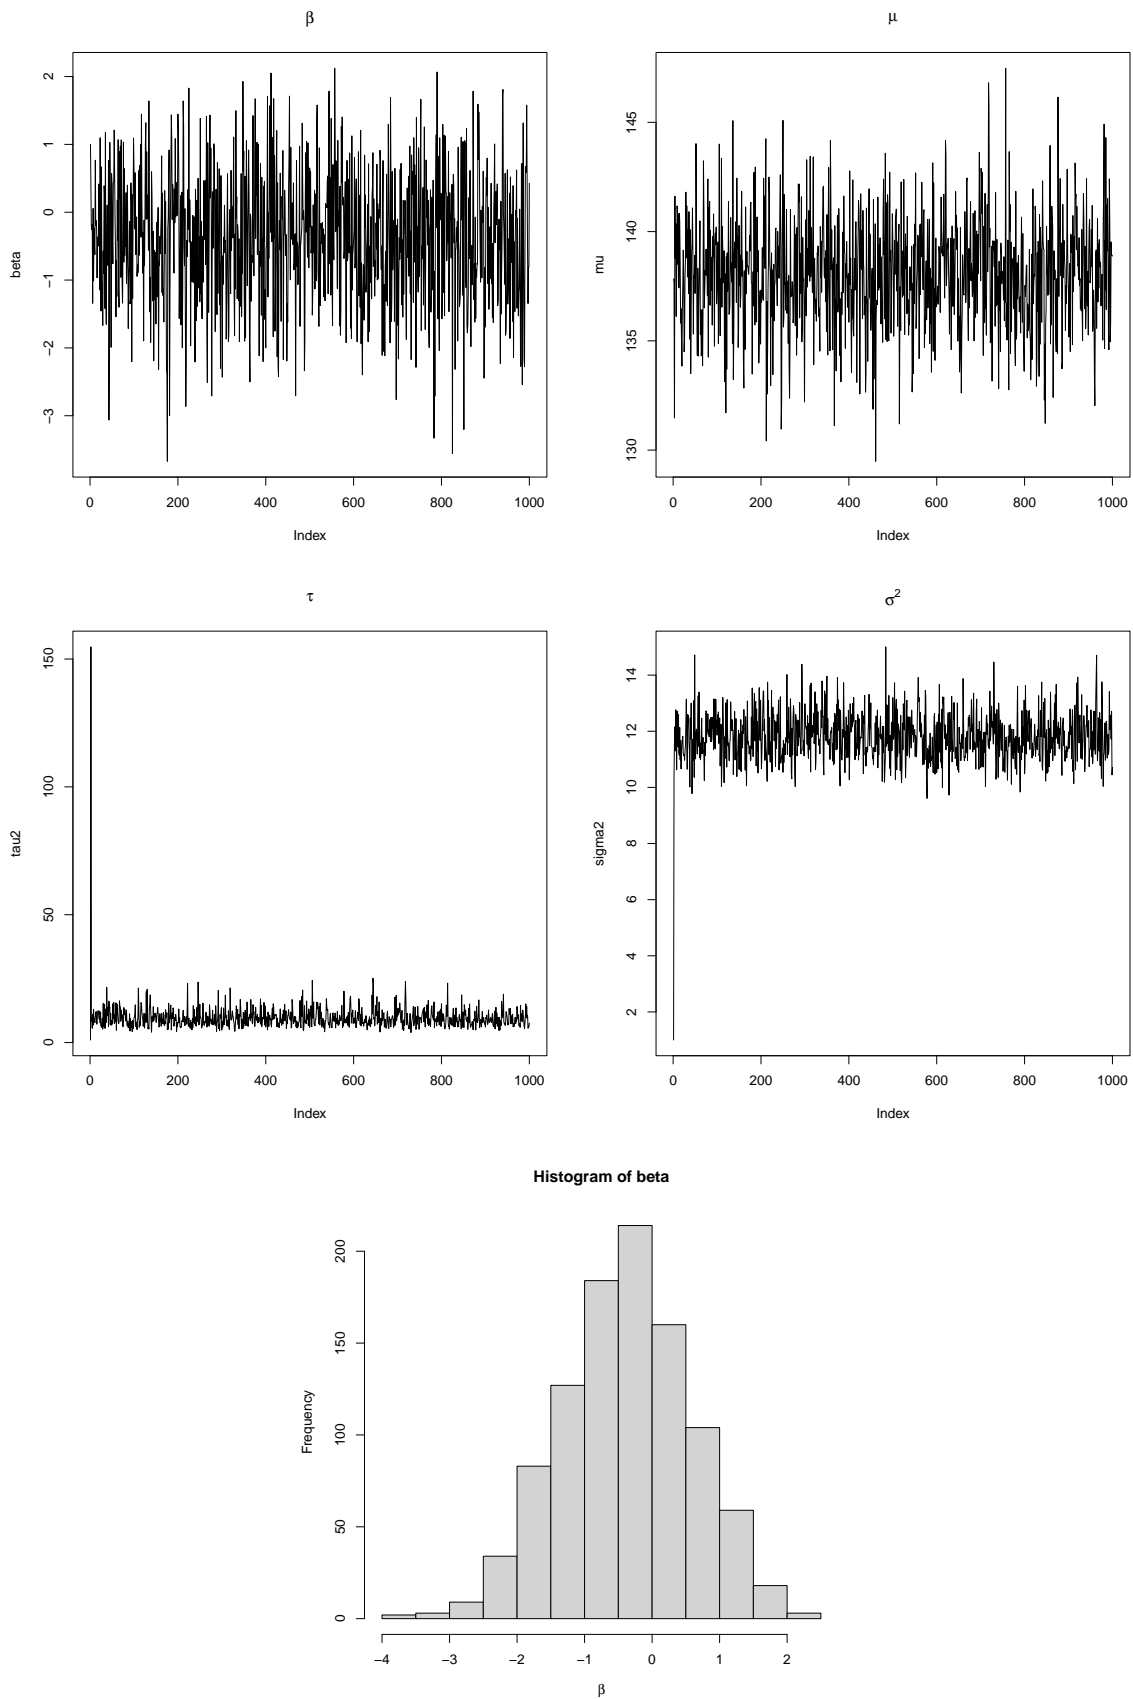 β
μ
beta
2
1
0
−1
−2
−3
0 200 400 600 800 1000
Index
mu
145
140
135
130
0 200 400 600 800 1000
Index
τ
σ²
tau2
150
100
50
0
0 200 400 600 800 1000
Index
sigma2
14
12
10
8
6
4
2
0 200 400 600 800 1000
Index
Histogram of beta
Frequency
200
150
100
50
0
−4 −3 −2 −1 0 1 2
β